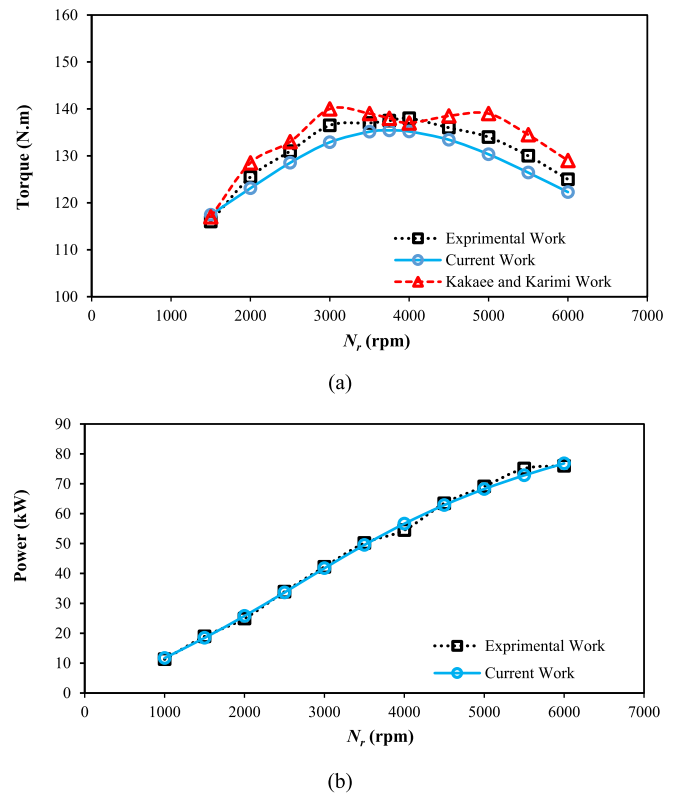 160
150
140
130
120
110
100
Torque (N.m)
Exprimental Work
Current Work
Kakaee and Karimi Work
0 1000 2000 3000 4000 5000 6000 7000
Nr (rpm)
(a)
90
80
70
60
50
40
30
20
10
0
Power (kW)
Exprimental Work
Current Work
0 1000 2000 3000 4000 5000 6000 7000
Nr (rpm)
(b)